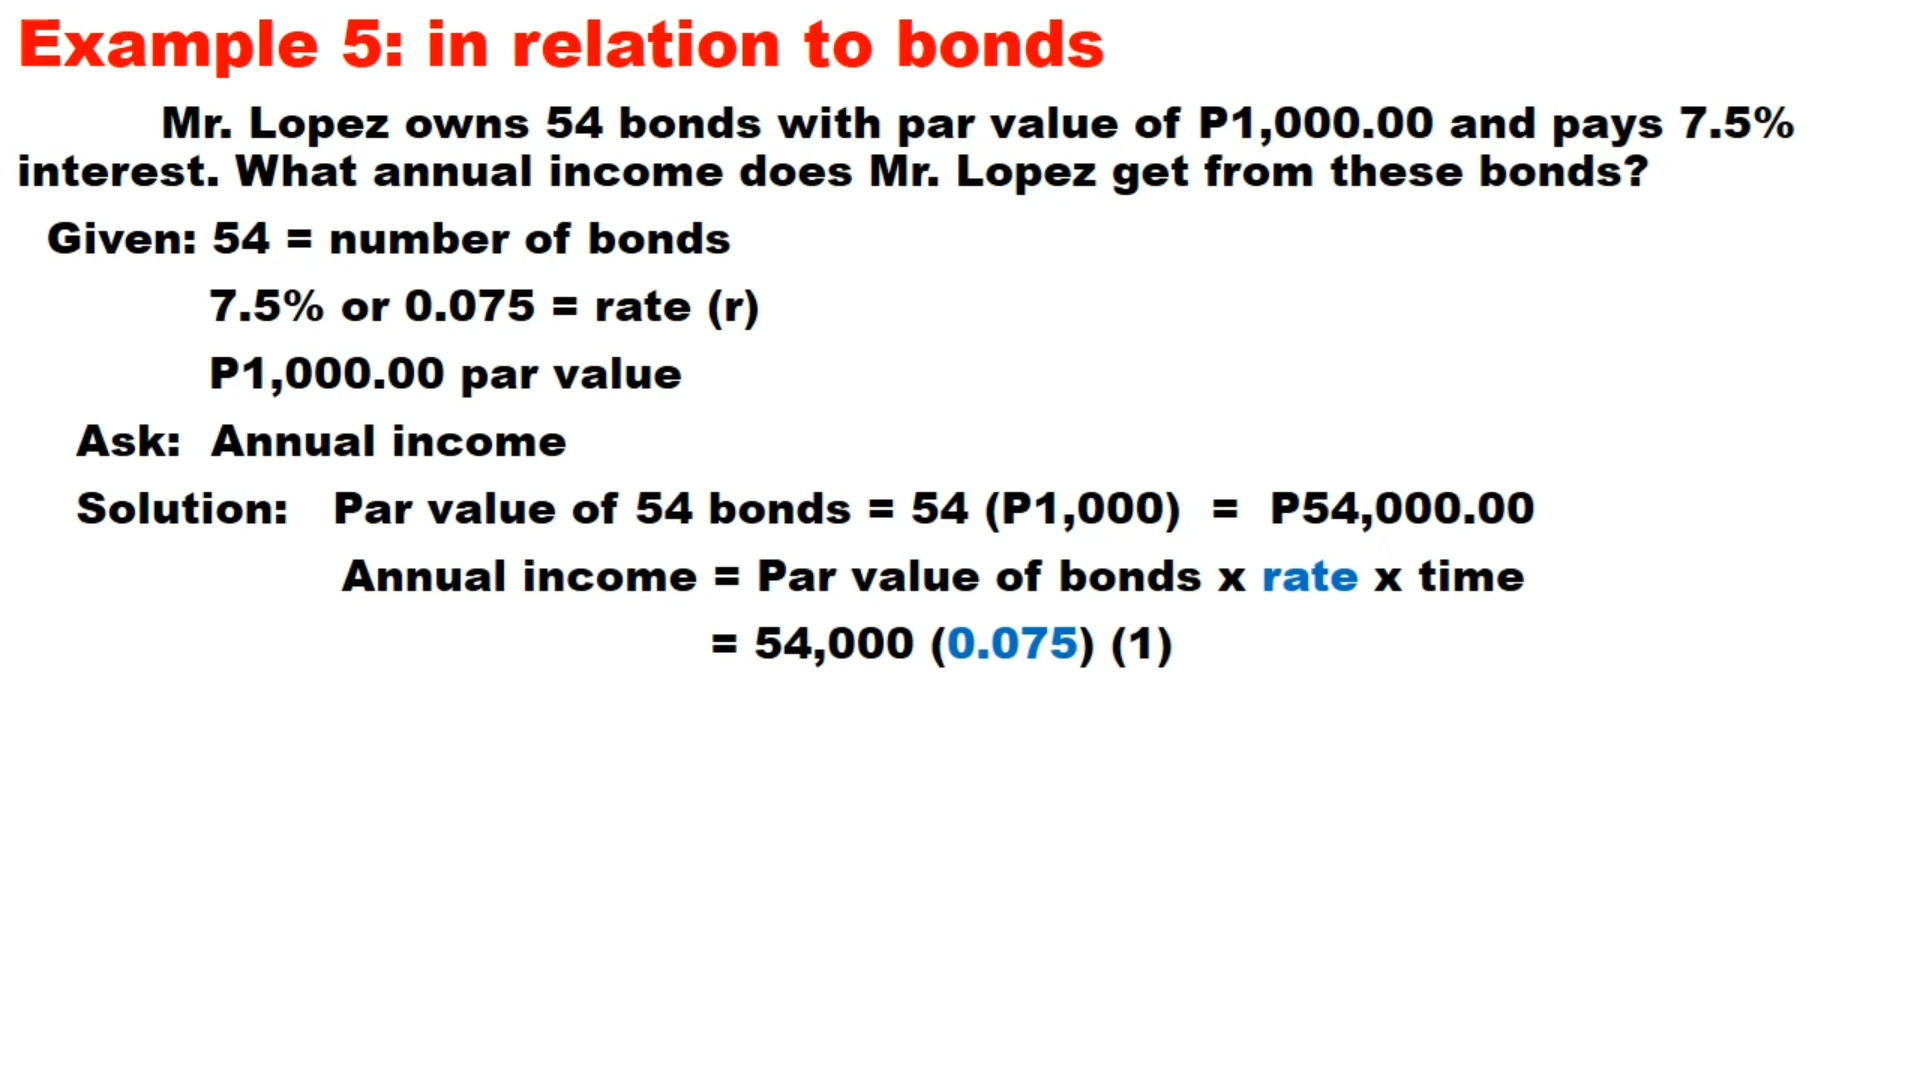 Example 5: in relation to bonds
Mr. Lopez owns 54 bonds with par value of P1,000.00 and pays 7.5%
interest. What annual income does Mr. Lopez get from these bonds?
Given: 54 = number of bonds
7.5% or 0.075 = rate (r)
P1,000.00 par value
Ask: Annual income
Solution: Par value of 54 bonds = 54 (P1,000) = P54,000.00
Annual income = Par value of bonds x rate x time
= 54,000 (0.075) (1)